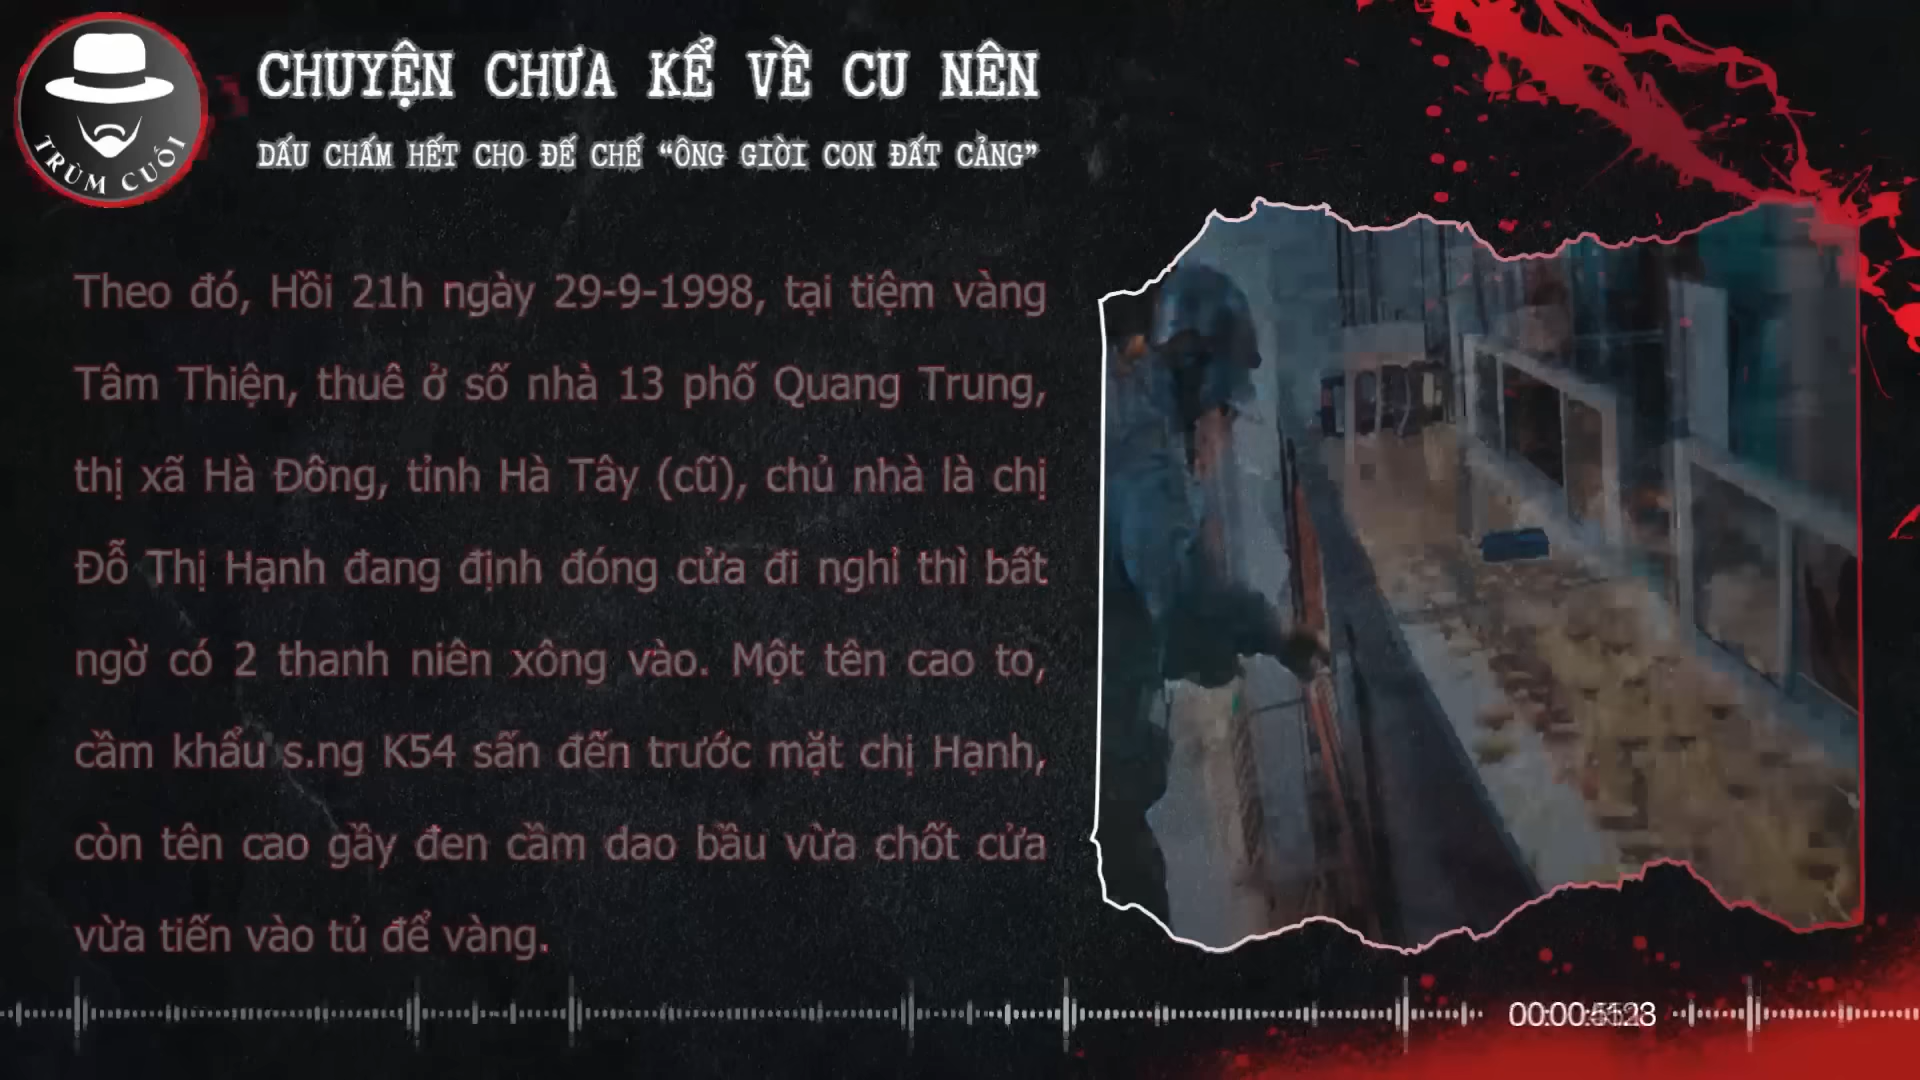 CHUYỆN CHƯA KỂ VỀ CU NÊN
DẤU CHẤM HẾT CHO ĐẾ CHẾ “ÔNG GIỜI CON ĐẤT CẢNG”
TRÙM CUỐI
Theo đó, Hồi 21h ngày 29-9-1998, tại tiệm vàng
Tâm Thiện, thuê ở số nhà 13 phố Quang Trung,
thị xã Hà Đông, tỉnh Hà Tây (cũ), chủ nhà là chị
Đỗ Thị Hạnh đang định đóng cửa đi nghỉ thì bất
ngờ có 2 thanh niên xông vào. Một tên cao to,
cầm khẩu s.ng K54 sấn đến trước mặt chị Hạnh,
còn tên cao gầy đen cầm dao bầu vừa chốt cửa
vừa tiến vào tủ để vàng.